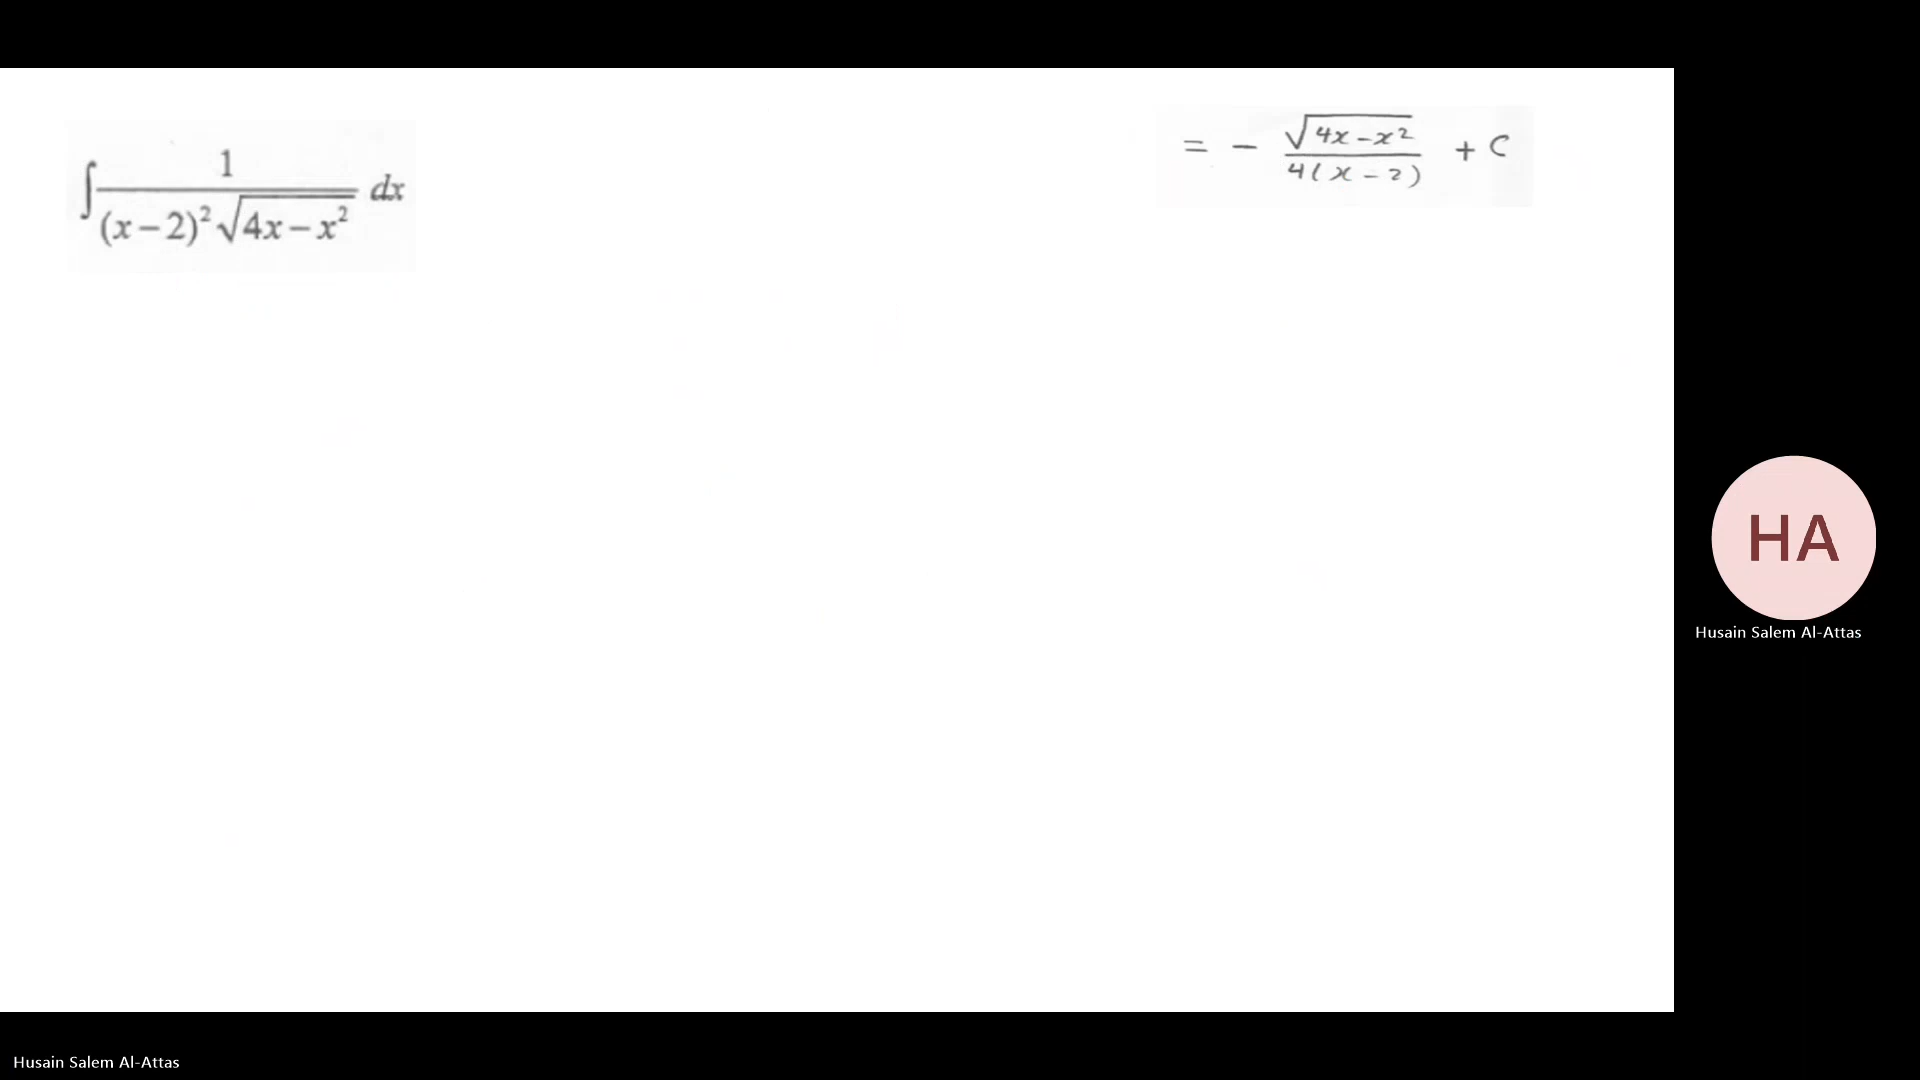 ∫ 1/((x − 2)² √(4x − x²)) dx
= − √(4x − x²)/(4(x − 2)) + C
HA
Husain Salem Al-Attas
Husain Salem Al-Attas